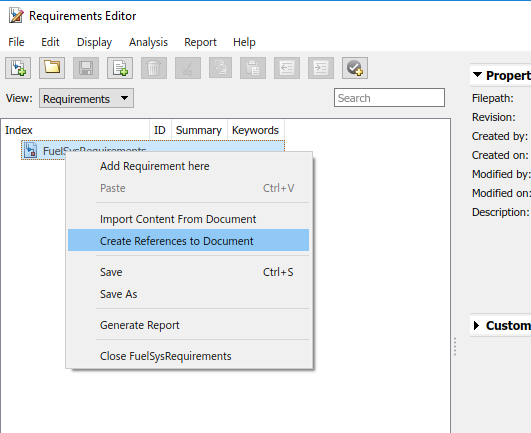 Requirements Editor
File Edit Display Analysis Report Help
View: Requirements Search
Index ID Summary Keywords
FuelSysRequirements
Add Requirement here
Paste Ctrl+V
Import Content From Document
Create References to Document
Save Ctrl+S
Save As
Generate Report
Close FuelSysRequirements
Propert
Filepath:
Revision:
Created by:
Created on:
Modified by:
Modified on:
Description:
Custom